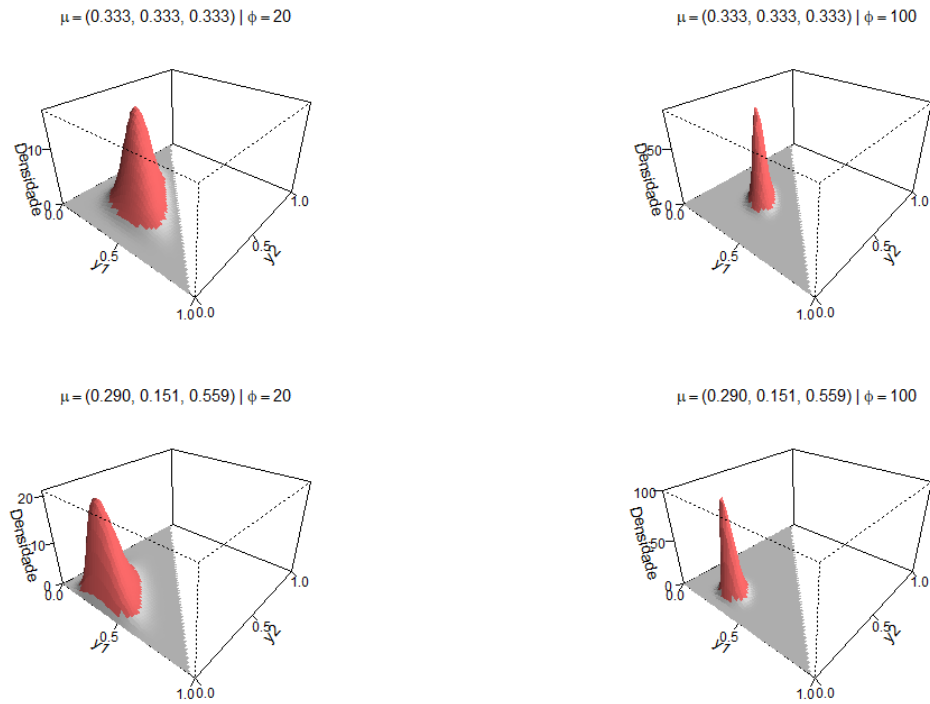 μ = (0.333, 0.333, 0.333) | ϕ = 20
Densidade
10
0
0.0
0.5
y1
1.0
0.0
0.5
y2
1.0
μ = (0.333, 0.333, 0.333) | ϕ = 100
Densidade
50
0
0.0
0.5
y1
1.0
0.0
0.5
y2
1.0
μ = (0.290, 0.151, 0.559) | ϕ = 20
Densidade
20
10
0
0.0
0.5
y1
1.0
0.0
0.5
y2
1.0
μ = (0.290, 0.151, 0.559) | ϕ = 100
Densidade
100
50
0
0.0
0.5
y1
1.0
0.0
0.5
y2
1.0